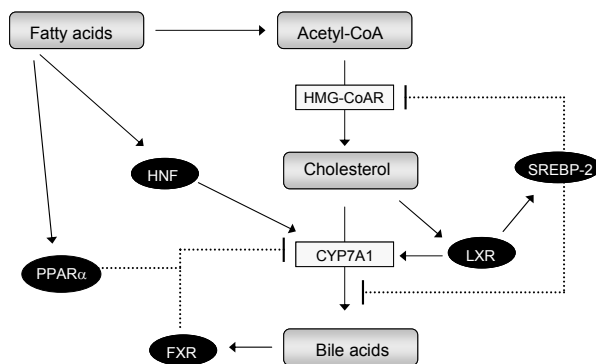 Fatty acids
Acetyl-CoA
HMG-CoAR
HNF
Cholesterol
SREBP-2
CYP7A1
LXR
PPARα
FXR
Bile acids